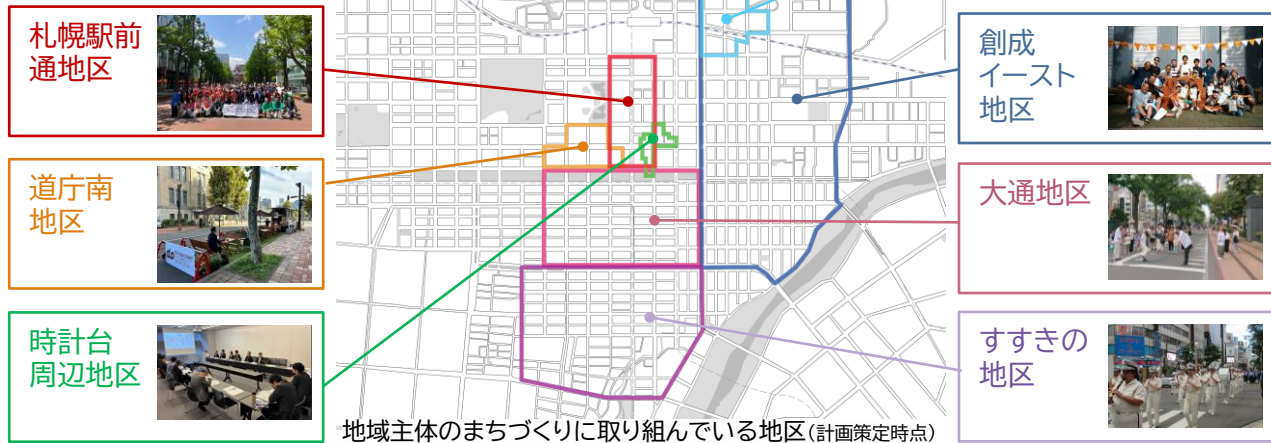 札幌駅前
通地区
道庁南
地区
時計台
周辺地区
創成
イースト
地区
大通地区
すすきの
地区
地域主体のまちづくりに取り組んでいる地区(計画策定時点)